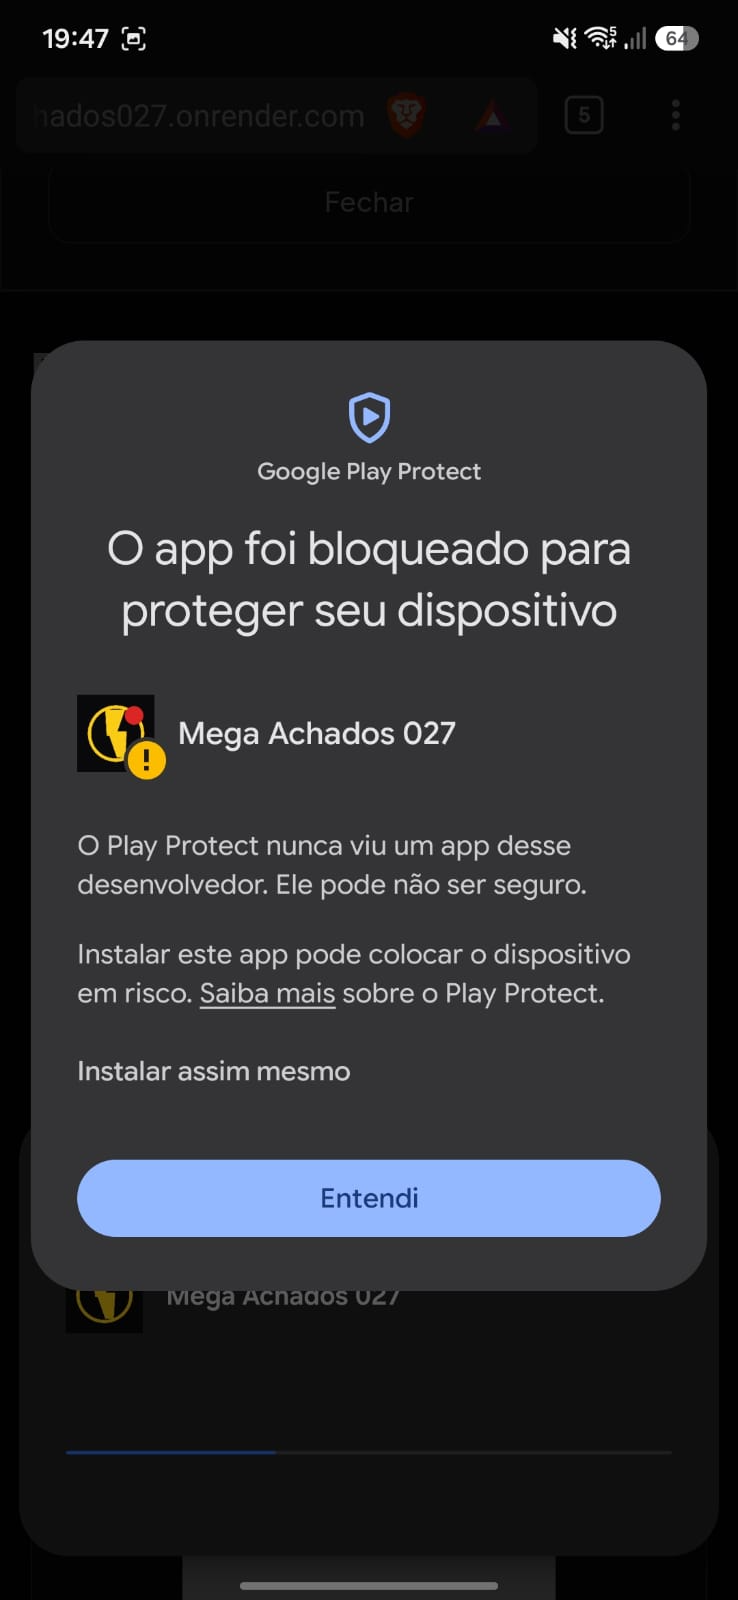 19:47
5
64
hados027.onrender.com
5
Fechar
Google Play Protect
O app foi bloqueado para
proteger seu dispositivo
Mega Achados 027
O Play Protect nunca viu um app desse
desenvolvedor. Ele pode não ser seguro.
Instalar este app pode colocar o dispositivo
em risco. Saiba mais sobre o Play Protect.
Instalar assim mesmo
Entendi
Mega Achados 027